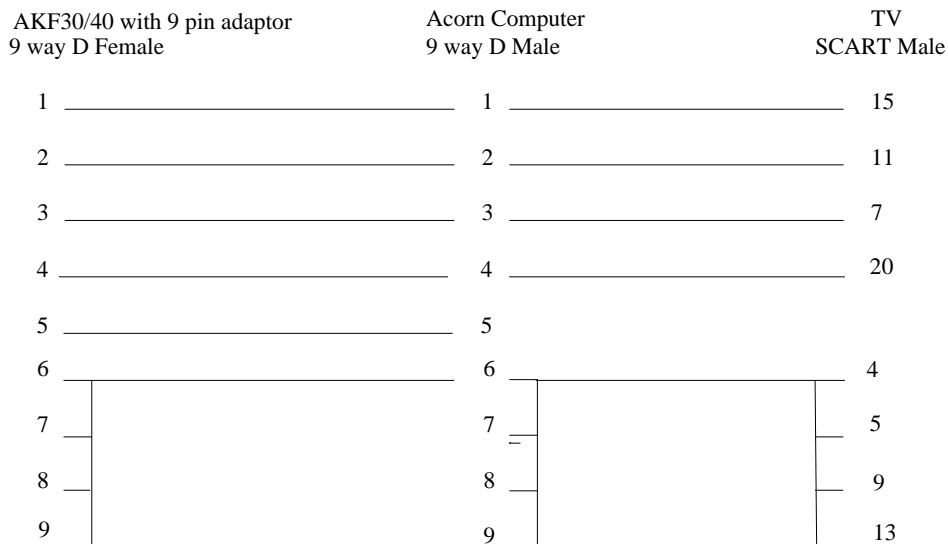 AKF30/40 with 9 pin adaptor
9 way D Female
Acorn Computer
9 way D Male
TV
SCART Male
1 1 15
2 2 11
3 3 7
4 4 20
5 5
6 6 4
7 7 5
8 8 9
9 9 13